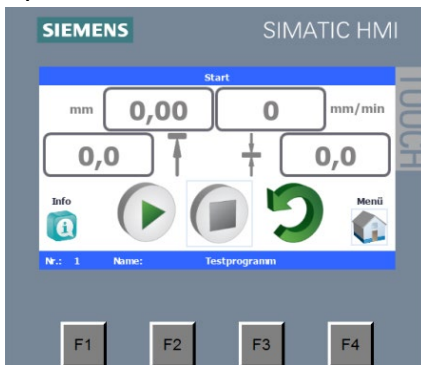 SIEMENS SIMATIC HMI
TOUCH
Start
mm 0,00 0 mm/min
0,0 0,0
Info Menü
Nr.: 1 Name: Testprogramm
F1 F2 F3 F4